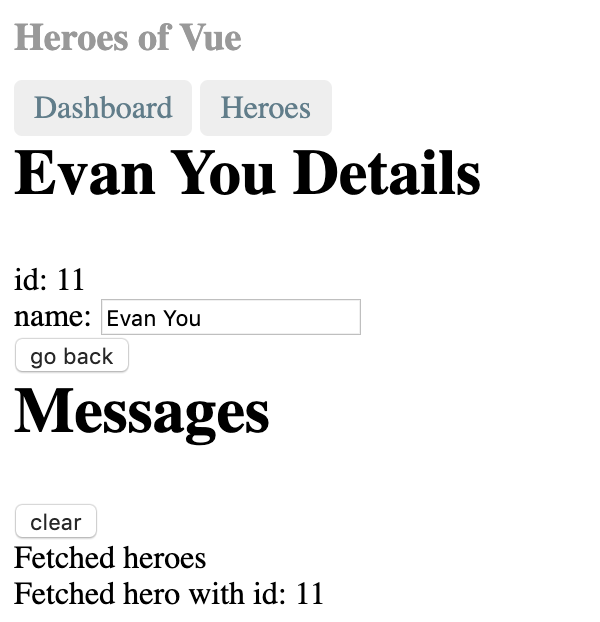 Heroes of Vue
Dashboard Heroes
Evan You Details
id: 11
name: Evan You
go back
Messages
clear
Fetched heroes
Fetched hero with id: 11